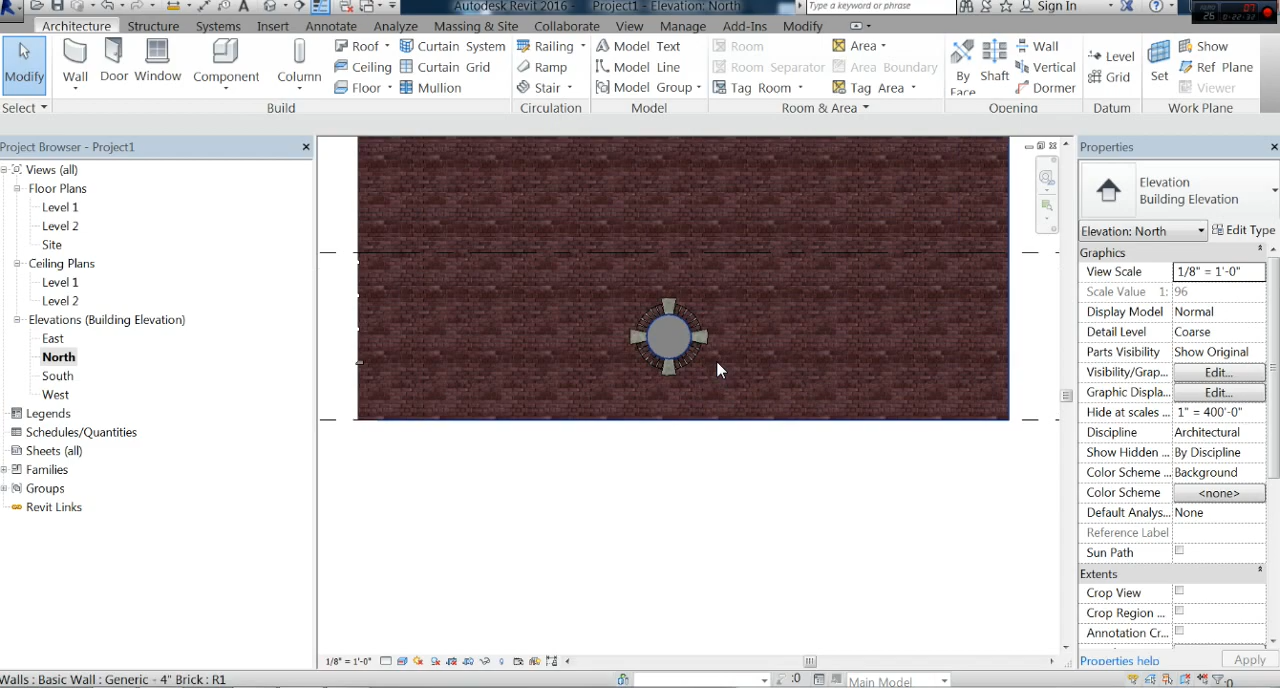 Autodesk Revit 2016 - Project1 - Elevation: North
Type a keyword or phrase
Sign In
Architecture Structure Systems Insert Annotate Analyze Massing & Site Collaborate View Manage Add-Ins Modify
Modify Wall Door Window Component Column
Roof Curtain System Railing Model Text Room Area Wall Level Show
Ceiling Curtain Grid Ramp Model Line Room Separator Area Boundary By Face Shaft Vertical Grid Set Ref Plane
Floor Mullion Stair Model Group Tag Room Tag Area Dormer Viewer
Select Build Circulation Model Room & Area Opening Datum Work Plane
Project Browser - Project1
Views (all)
Floor Plans
Level 1
Level 2
Site
Ceiling Plans
Level 1
Level 2
Elevations (Building Elevation)
East
North
South
West
Legends
Schedules/Quantities
Sheets (all)
Families
Groups
Revit Links
Properties
Elevation
Building Elevation
Elevation: North Edit Type
Graphics
View Scale 1/8" = 1'-0"
Scale Value 1: 96
Display Model Normal
Detail Level Coarse
Parts Visibility Show Original
Visibility/Grap... Edit...
Graphic Displa... Edit...
Hide at scales ... 1" = 400'-0"
Discipline Architectural
Show Hidden ... By Discipline
Color Scheme ... Background
Color Scheme <none>
Default Analys... None
Reference Label
Sun Path
Extents
Crop View
Crop Region ...
Annotation Cr...
Properties help Apply
1/8" = 1'-0"
Walls : Basic Wall : Generic - 4" Brick : R1
:0
Main Model
:0